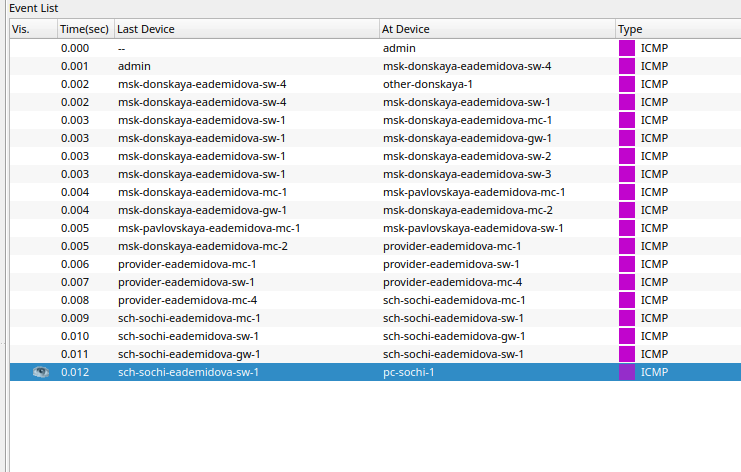 Event List
Vis. Time(sec) Last Device At Device Type
0.000 -- admin ICMP
0.001 admin msk-donskaya-eademidova-sw-4 ICMP
0.002 msk-donskaya-eademidova-sw-4 other-donskaya-1 ICMP
0.002 msk-donskaya-eademidova-sw-4 msk-donskaya-eademidova-sw-1 ICMP
0.003 msk-donskaya-eademidova-sw-1 msk-donskaya-eademidova-mc-1 ICMP
0.003 msk-donskaya-eademidova-sw-1 msk-donskaya-eademidova-gw-1 ICMP
0.003 msk-donskaya-eademidova-sw-1 msk-donskaya-eademidova-sw-2 ICMP
0.003 msk-donskaya-eademidova-sw-1 msk-donskaya-eademidova-sw-3 ICMP
0.004 msk-donskaya-eademidova-mc-1 msk-pavlovskaya-eademidova-mc-1 ICMP
0.004 msk-donskaya-eademidova-gw-1 msk-donskaya-eademidova-mc-2 ICMP
0.005 msk-pavlovskaya-eademidova-mc-1 msk-pavlovskaya-eademidova-sw-1 ICMP
0.005 msk-donskaya-eademidova-mc-2 provider-eademidova-mc-1 ICMP
0.006 provider-eademidova-mc-1 provider-eademidova-sw-1 ICMP
0.007 provider-eademidova-sw-1 provider-eademidova-mc-4 ICMP
0.008 provider-eademidova-mc-4 sch-sochi-eademidova-mc-1 ICMP
0.009 sch-sochi-eademidova-mc-1 sch-sochi-eademidova-sw-1 ICMP
0.010 sch-sochi-eademidova-sw-1 sch-sochi-eademidova-gw-1 ICMP
0.011 sch-sochi-eademidova-gw-1 sch-sochi-eademidova-sw-1 ICMP
0.012 sch-sochi-eademidova-sw-1 pc-sochi-1 ICMP